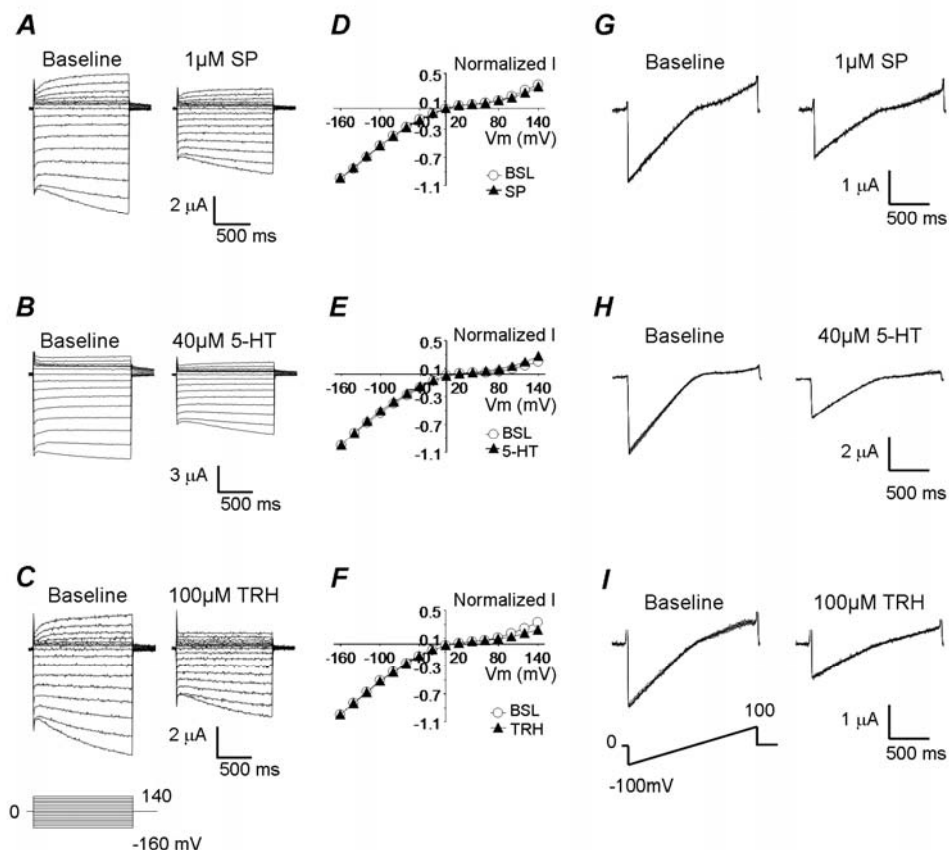 A
Baseline
1µM SP
2 µA
500 ms
D
Normalized I
0.5
0.1
-160
-100
-40
20
80
140
-0.3
Vm (mV)
-0.7
-1.1
BSL
SP
G
Baseline
1µM SP
1 µA
500 ms
B
Baseline
40µM 5-HT
3 µA
500 ms
E
Normalized I
0.5
0.1
-160
-100
-40
20
80
140
-0.3
Vm (mV)
-0.7
-1.1
BSL
5-HT
H
Baseline
40µM 5-HT
2 µA
500 ms
C
Baseline
100µM TRH
2 µA
500 ms
0
140
-160 mV
F
Normalized I
0.5
0.1
-160
-100
-40
20
80
140
-0.3
Vm (mV)
-0.7
-1.1
BSL
TRH
I
Baseline
100µM TRH
100
0
-100mV
1 µA
500 ms